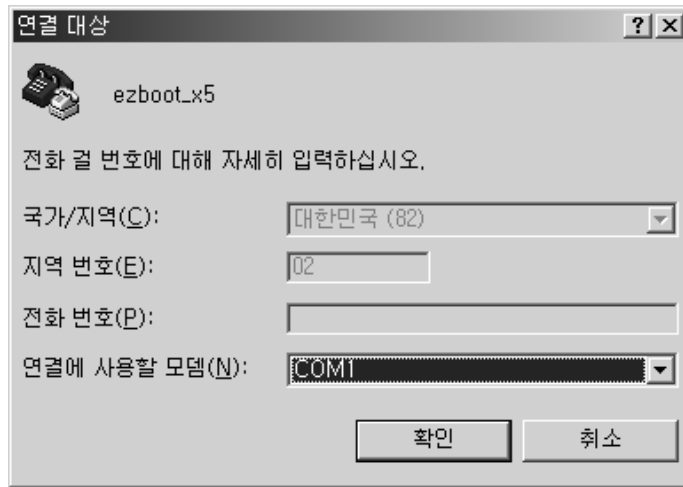 연결 대상
ezboot_x5
전화 걸 번호에 대해 자세히 입력하십시오.
국가/지역(C): 대한민국 (82)
지역 번호(E): 02
전화 번호(P):
연결에 사용할 모뎀(N): COM1
확인 취소